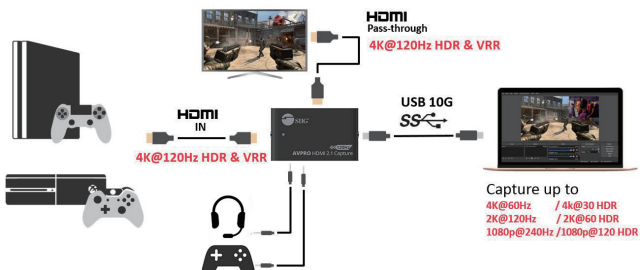 HDMI
Pass-through
4K@120Hz HDR & VRR
HDMI
IN
4K@120Hz HDR & VRR
SIIG
4K 120Hz
AVPRO HDMI 2.1 Capture
USB 10G
SS
Capture up to
4K@60Hz / 4k@30 HDR
2K@120Hz / 2K@60 HDR
1080p@240Hz /1080p@120 HDR